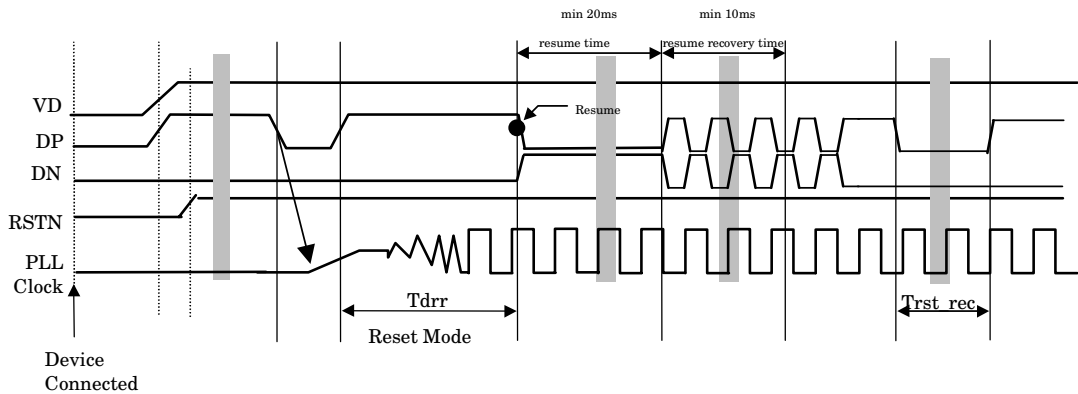 min 20ms
min 10ms
resume time
resume recovery time
VD
Resume
DP
DN
RSTN
PLL
Clock
Tdrr
Trst_rec
Reset Mode
Device
Connected